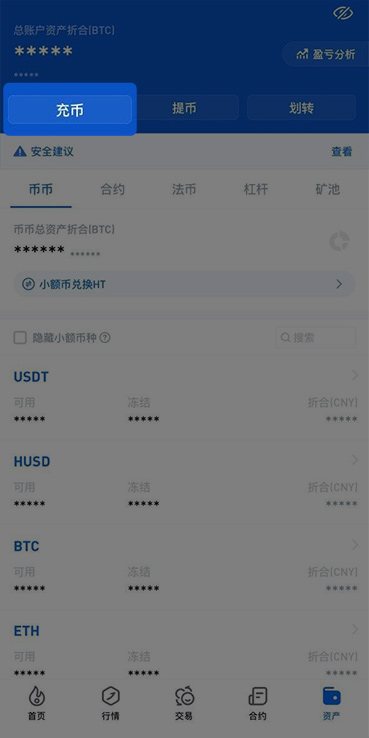 总账户资产折合(BTC)
*****
盈亏分析
*****
充币 提币 划转
安全建议 查看
币币 合约 法币 杠杆 矿池
币币总资产折合(BTC)
****** ******
小额币兑换HT
隐藏小额币种 ? 搜索
USDT
可用 冻结 折合(CNY)
***** ***** *****
HUSD
可用 冻结 折合(CNY)
***** ***** *****
BTC
可用 冻结 折合(CNY)
***** ***** *****
ETH
可用 冻结 折合(CNY)
***** ***** *****
首页 行情 交易 合约 资产